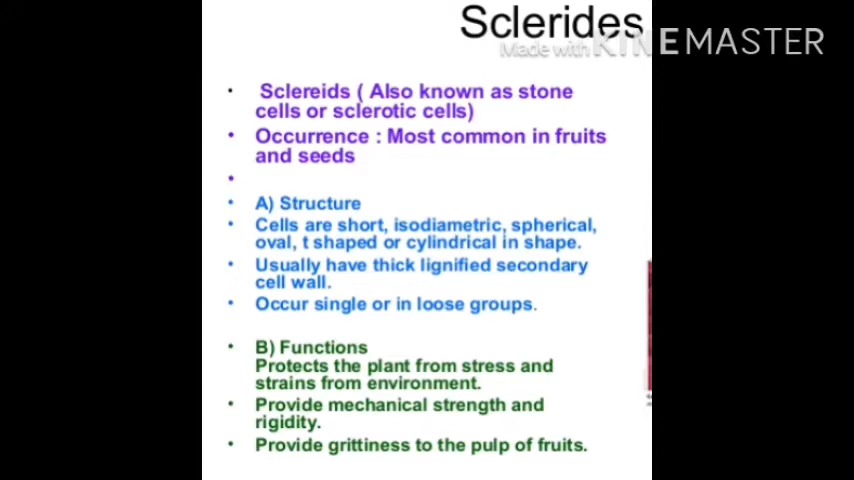 Sclerides
Made with KINEMASTER
• Sclereids ( Also known as stone
cells or sclerotic cells)
• Occurrence : Most common in fruits
and seeds
•
• A) Structure
• Cells are short, isodiametric, spherical,
oval, t shaped or cylindrical in shape.
• Usually have thick lignified secondary
cell wall.
• Occur single or in loose groups.
• B) Functions
Protects the plant from stress and
strains from environment.
• Provide mechanical strength and
rigidity.
• Provide grittiness to the pulp of fruits.